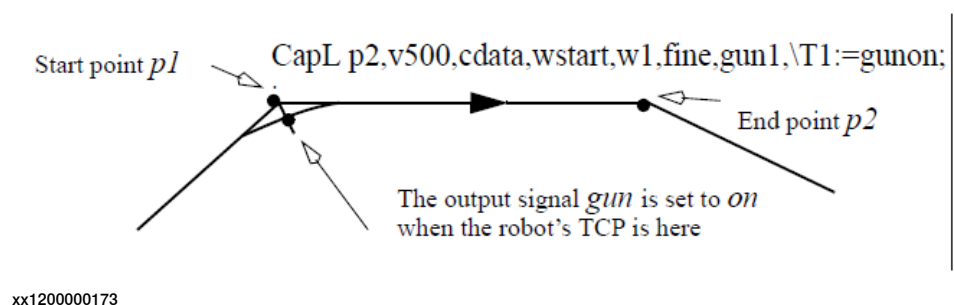 CapL p2,v500,cdata,wstart,w1,fine,gun1,\T1:=gunon;
Start point p1
End point p2
The output signal gun is set to on
when the robot's TCP is here
xx1200000173